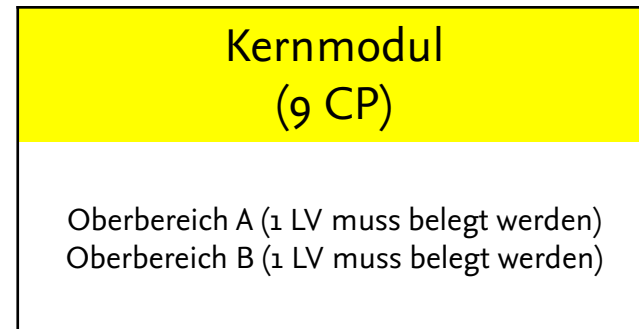 Kernmodul
(9 CP)
Oberbereich A (1 LV muss belegt werden)
Oberbereich B (1 LV muss belegt werden)